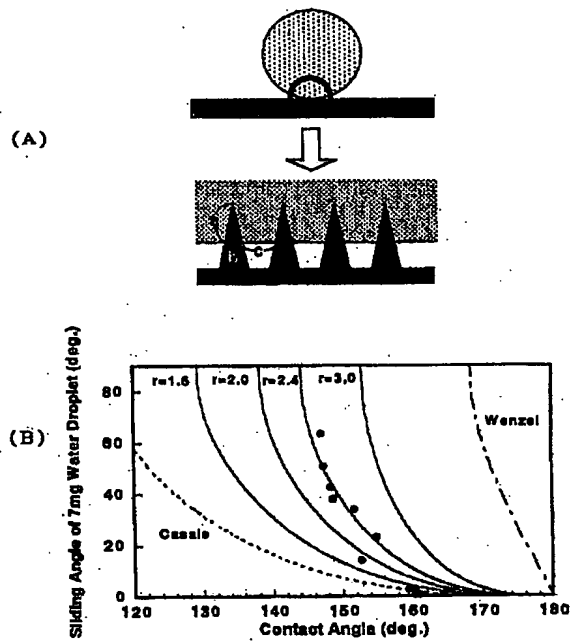 (A)
c
(B)
Sliding Angle of 7mg Water Droplet (deg.)
80
60
40
20
0
r=1.6
r=2.0
r=2.4
r=3.0
Wenzel
Cassie
120
130
140
150
160
170
180
Contact Angle (deg.)